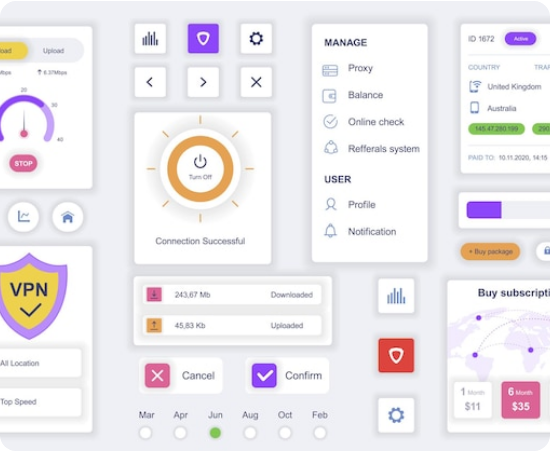 oad
Upload
lbps
↑ 6.37Mbps
20
30
40
STOP
VPN
All Location
Top Speed
Turn Off
Connection Successful
243,67 Mb Downloaded
45,83 Kb Uploaded
Cancel
Confirm
Mar Apr Jun Aug Oct Feb
MANAGE
Proxy
Balance
Online check
Refferals system
USER
Profile
Notification
ID 1672
Active
COUNTRY
TRAF
United Kingdom
Australia
145.47.280.199
PAID TO: 10.11.2020, 14:15
+ Buy package
Buy subscripti
1 Month
$11
6 Month
$35